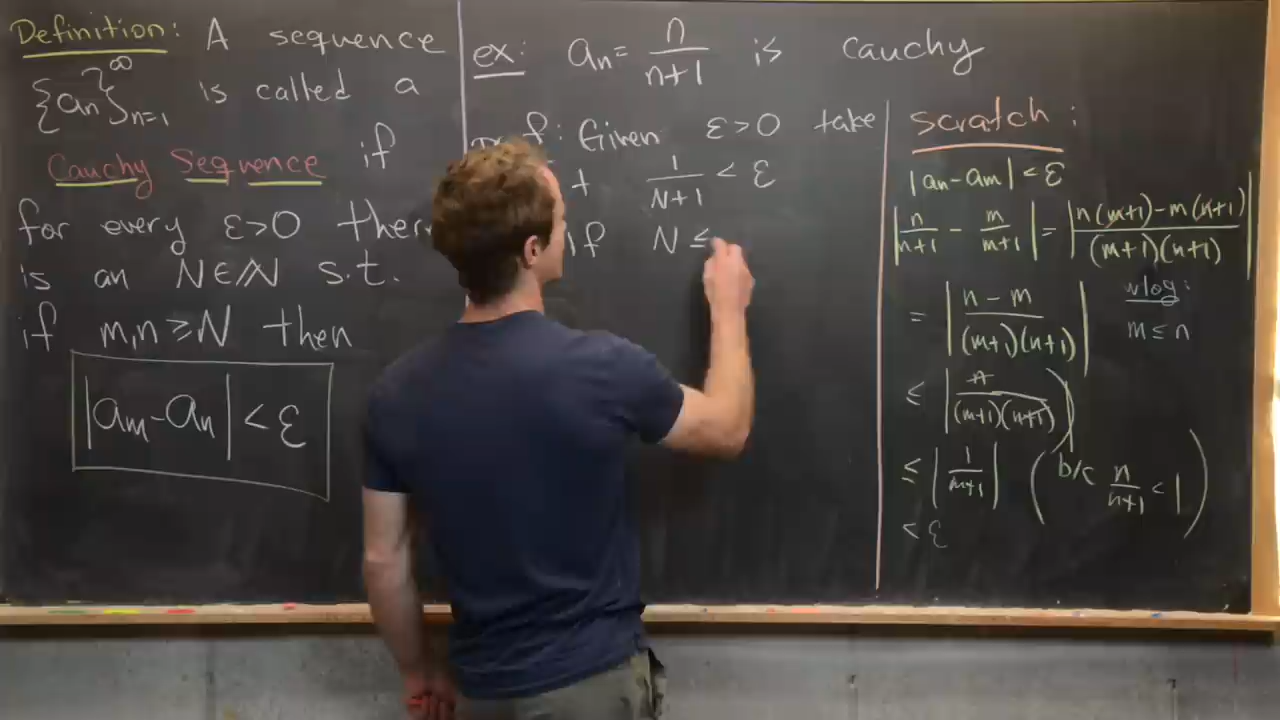 Definition: A sequence
{an}∞n=1 is called a
Cauchy Sequence if
for every ε>0
is an N∈ℕ s.t.
if m,n ≥ N then
|am-an| < ε
ex: an = n/(n+1) is cauchy
: Given ε>0 take
1/(N+1) < ε
if N ≤
scratch:
|an-am| < ε
|n/(n+1) - m/(m+1)| = |(n(m+1)-m(n+1))/((m+1)(n+1))|
= |(n-m)/((m+1)(n+1))|
wlog:
m ≤ n
≤ |n/((m+1)(n+1))|
≤ |1/(m+1)| (b/c n/(n+1) < 1)
< ε